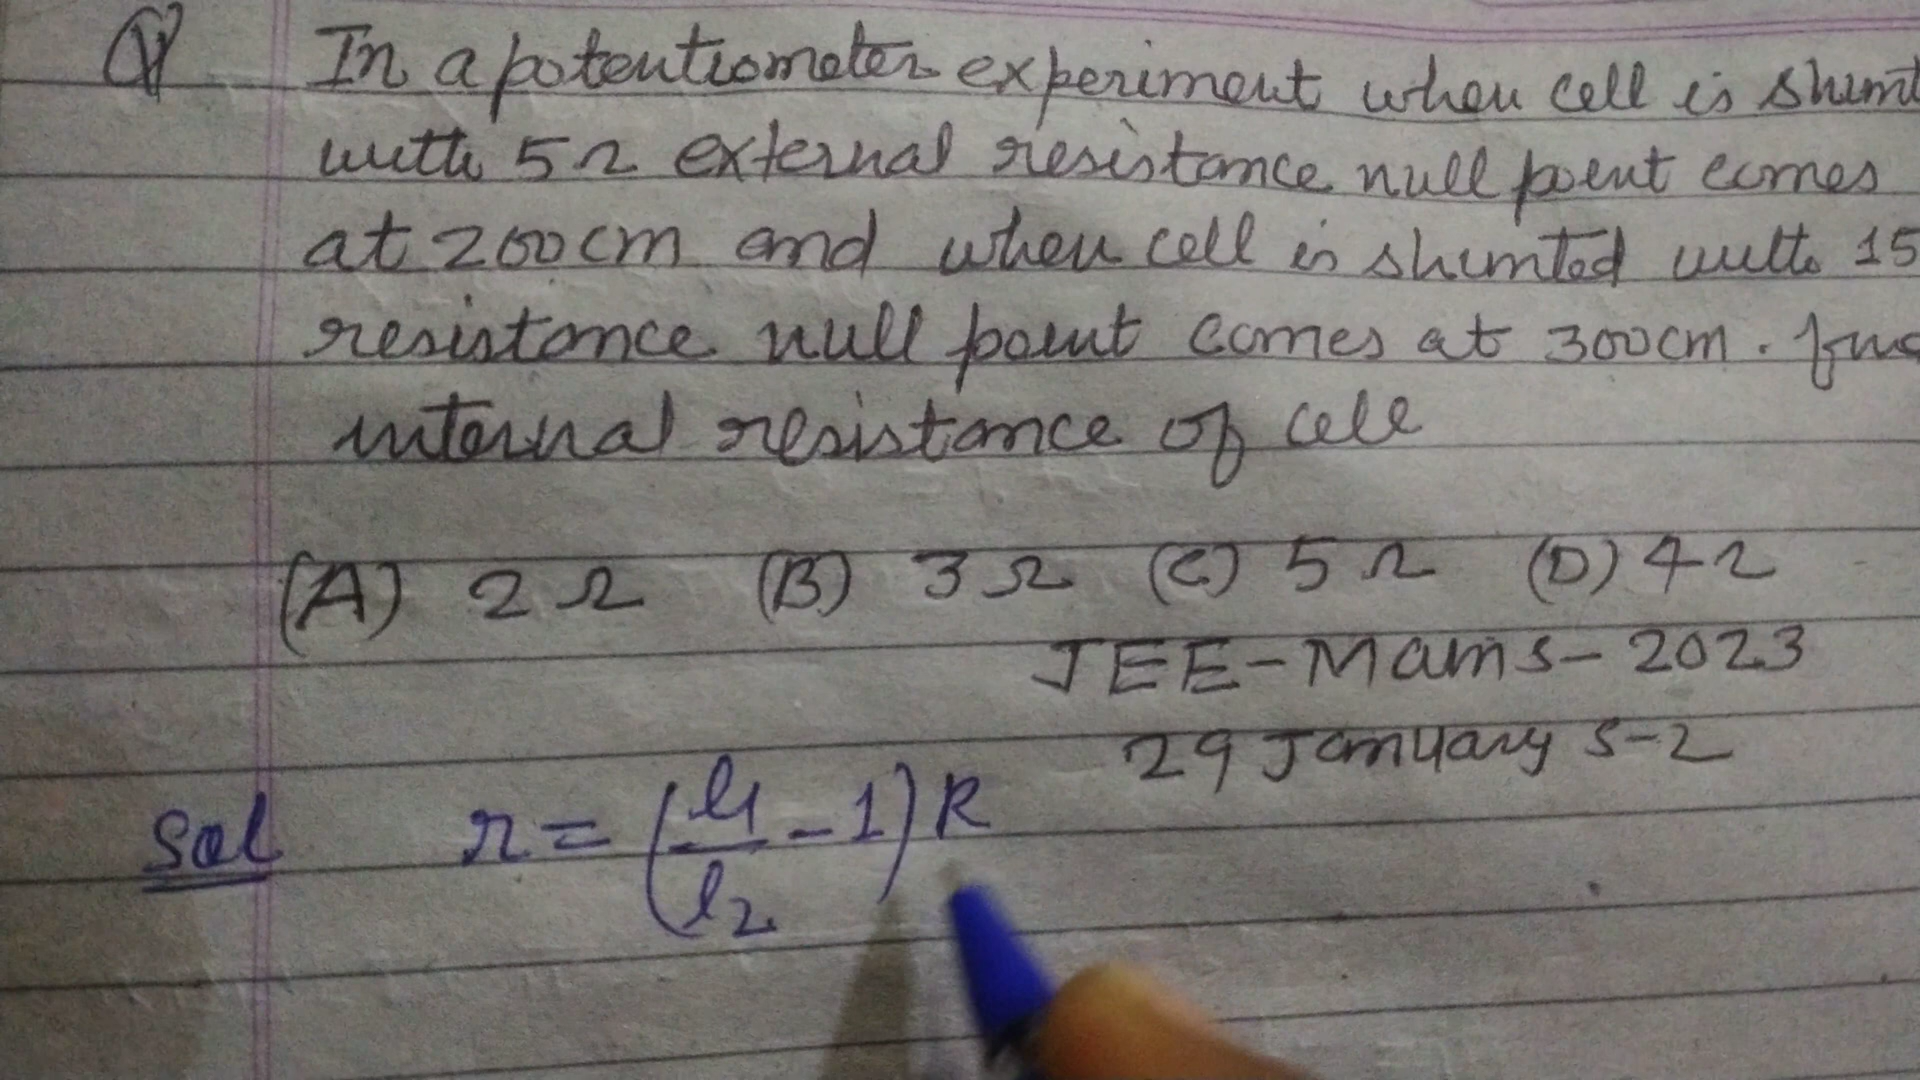 Q In a potentiometer experiment when cell is shunt
with 5Ω external resistance null point comes
at 200cm and when cell is shunted with 15
resistance null point comes at 300cm.
internal resistance of cell
(A) 2Ω (B) 3Ω (C) 5Ω (D) 4Ω
JEE-Mains-2023
29 January S-2
Sol r = (l1/l2 - 1) R